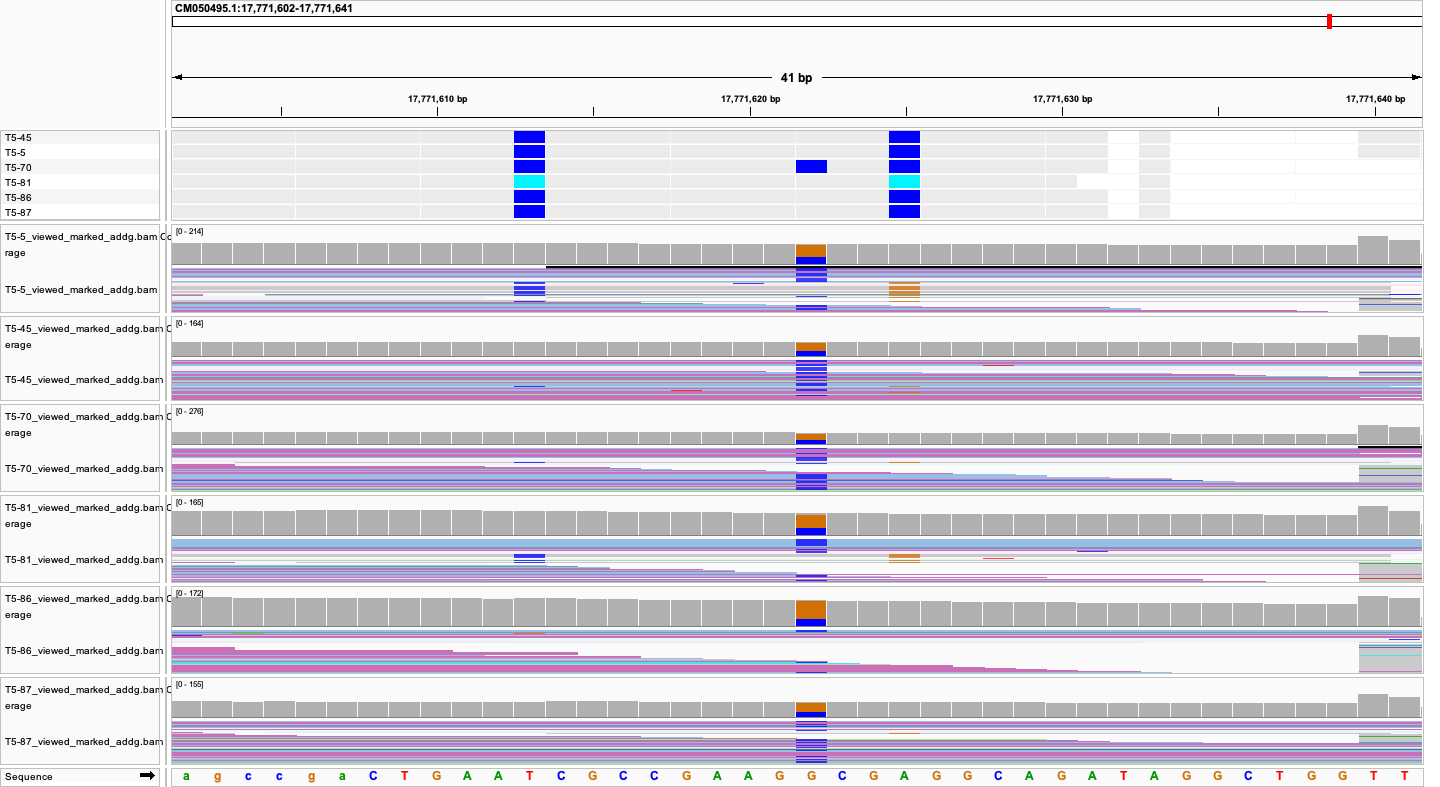 CM050495.1:17,771,602-17,771,641
41 bp
17,771,610 bp 17,771,620 bp 17,771,630 bp 17,771,640 bp
T5-45
T5-5
T5-70
T5-81
T5-86
T5-87
T5-5_viewed_marked_addg.bam Co
rage
[0 - 214]
T5-5_viewed_marked_addg.bam
T5-45_viewed_marked_addg.bam C
erage
[0 - 164]
T5-45_viewed_marked_addg.bam
T5-70_viewed_marked_addg.bam C
erage
[0 - 276]
T5-70_viewed_marked_addg.bam
T5-81_viewed_marked_addg.bam C
erage
[0 - 165]
T5-81_viewed_marked_addg.bam
T5-86_viewed_marked_addg.bam C
erage
[0 - 172]
T5-86_viewed_marked_addg.bam
T5-87_viewed_marked_addg.bam C
erage
[0 - 155]
T5-87_viewed_marked_addg.bam
Sequence a g c c g a C T G A A T C G C C G A A G G C G A G G C A G A T A G G C T G G T T